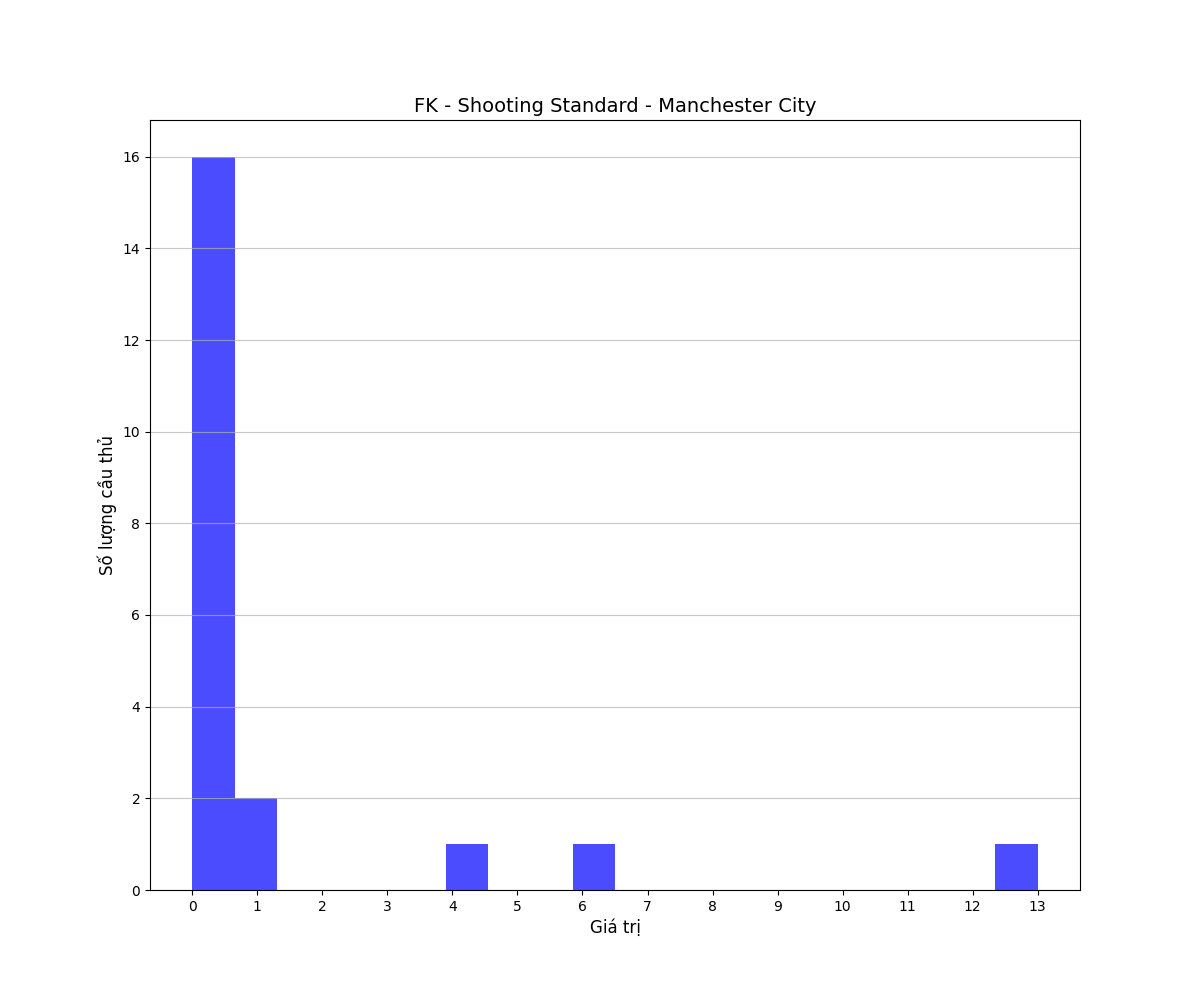 FK - Shooting Standard - Manchester City
Số lượng cầu thủ
16
14
12
10
8
6
4
2
0
0 1 2 3 4 5 6 7 8 9 10 11 12 13
Giá trị